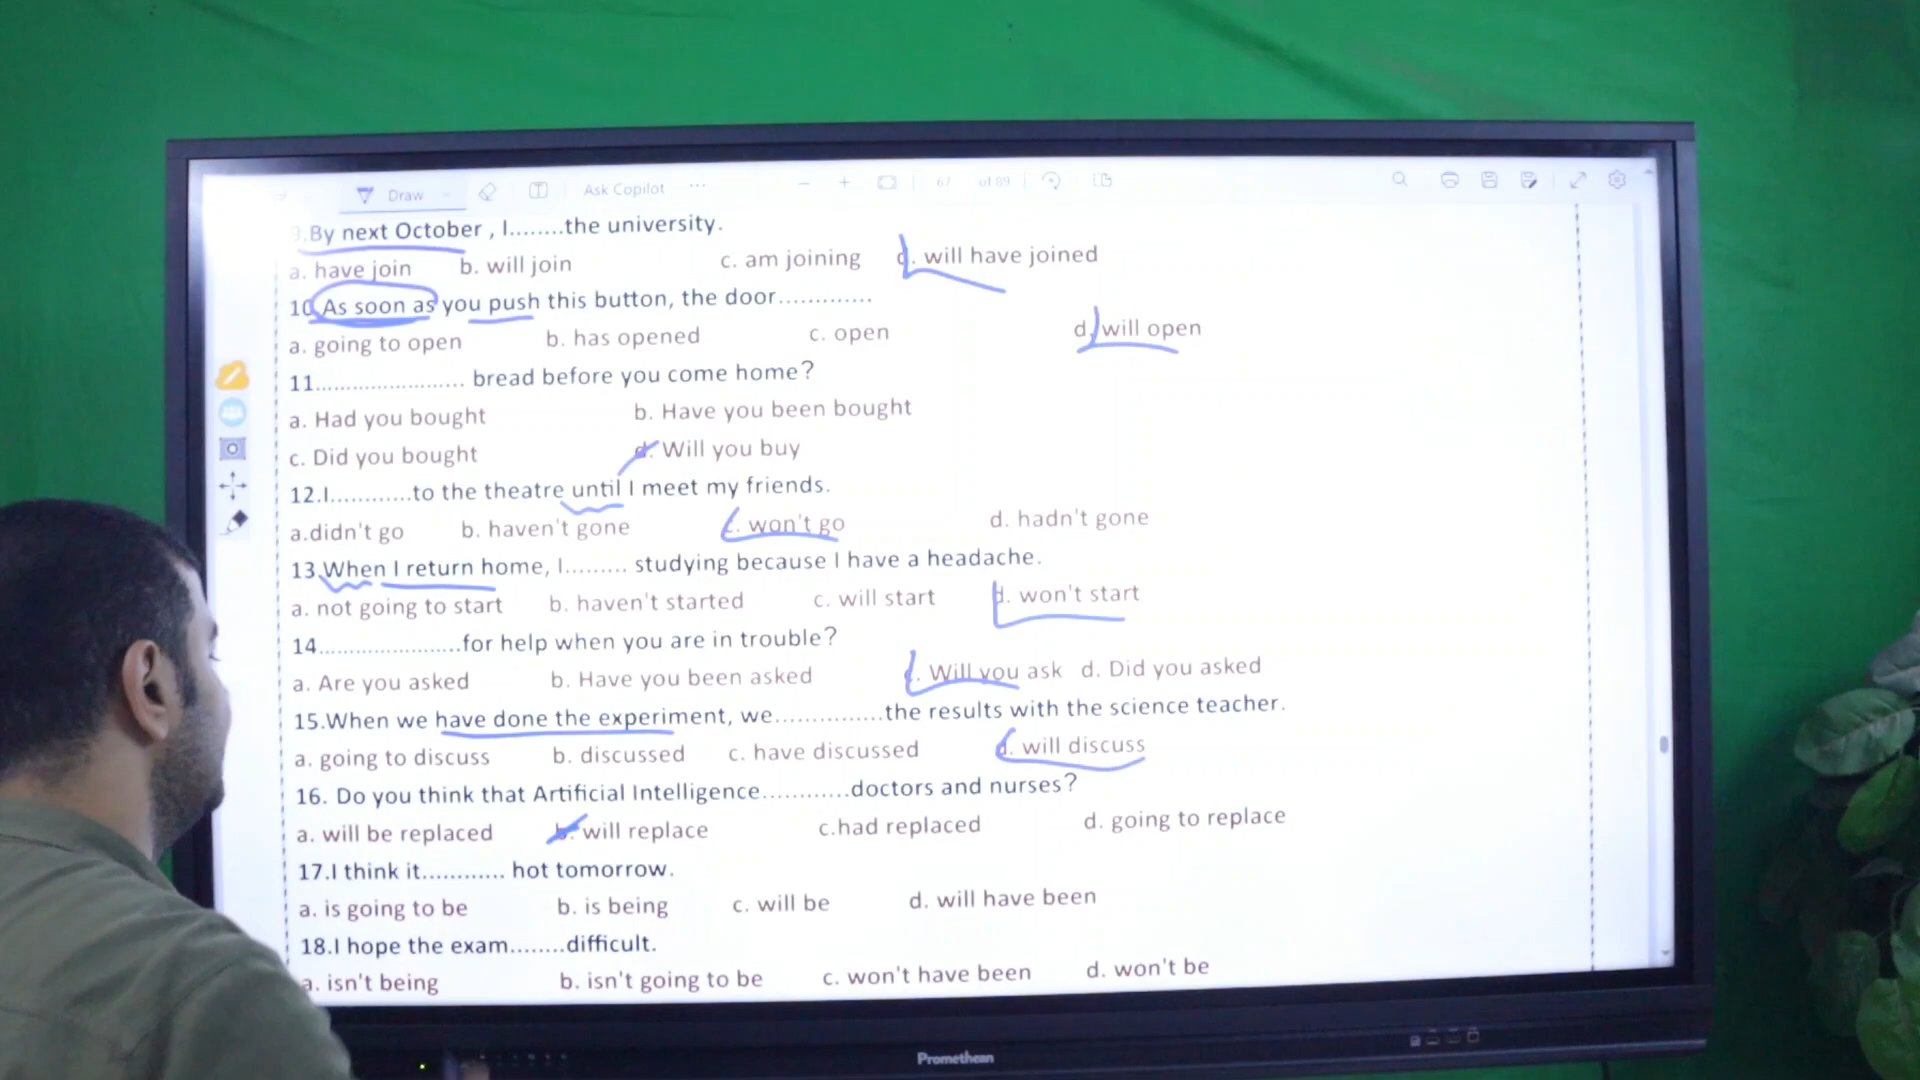 Draw Ask Copilot ... 67 of 89
9.By next October , I........the university.
a. have join b. will join c. am joining d. will have joined
10.As soon as you push this button, the door.............
a. going to open b. has opened c. open d. will open
11........................ bread before you come home?
a. Had you bought b. Have you been bought
c. Did you bought d. Will you buy
12.I............to the theatre until I meet my friends.
a.didn't go b. haven't gone c. won't go d. hadn't gone
13.When I return home, I......... studying because I have a headache.
a. not going to start b. haven't started c. will start d. won't start
14.......................for help when you are in trouble?
a. Are you asked b. Have you been asked c. Will you ask d. Did you asked
15.When we have done the experiment, we...............the results with the science teacher.
a. going to discuss b. discussed c. have discussed d. will discuss
16. Do you think that Artificial Intelligence............doctors and nurses?
a. will be replaced b. will replace c.had replaced d. going to replace
17.I think it............ hot tomorrow.
a. is going to be b. is being c. will be d. will have been
18.I hope the exam........difficult.
a. isn't being b. isn't going to be c. won't have been d. won't be
Promethean